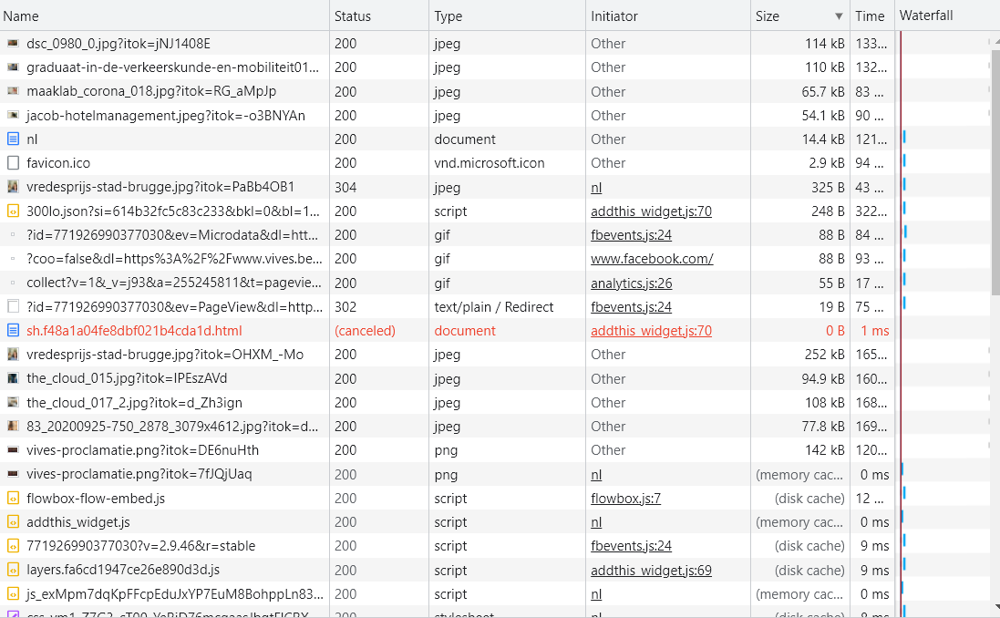 Name Status Type Initiator Size Time Waterfall
dsc_0980_0.jpg?itok=jNJ1408E 200 jpeg Other 114 kB 133...
graduaat-in-de-verkeerskunde-en-mobiliteit01... 200 jpeg Other 110 kB 132...
maaklab_corona_018.jpg?itok=RG_aMpJp 200 jpeg Other 65.7 kB 83 ...
jacob-hotelmanagement.jpeg?itok=-o3BNYAn 200 jpeg Other 54.1 kB 90 ...
nl 200 document Other 14.4 kB 121...
favicon.ico 200 vnd.microsoft.icon Other 2.9 kB 94 ...
vredesprijs-stad-brugge.jpg?itok=PaBb4OB1 304 jpeg nl 325 B 43 ...
300lo.json?si=614b32fc5c83c233&bkl=0&bl=1... 200 script addthis_widget.js:70 248 B 322...
?id=771926990377030&ev=Microdata&dl=htt... 200 gif fbevents.js:24 88 B 84 ...
?coo=false&dl=https%3A%2F%2Fwww.vives.be... 200 gif www.facebook.com/ 88 B 93 ...
collect?v=1&_v=j93&a=255245811&t=pagevie... 200 gif analytics.js:26 55 B 17 ...
?id=771926990377030&ev=PageView&dl=http... 302 text/plain / Redirect fbevents.js:24 19 B 75 ...
sh.f48a1a04fe8dbf021b4cda1d.html (canceled) document addthis_widget.js:70 0 B 1 ms
vredesprijs-stad-brugge.jpg?itok=OHXM_-Mo 200 jpeg Other 252 kB 165...
the_cloud_015.jpg?itok=IPEszAVd 200 jpeg Other 94.9 kB 160...
the_cloud_017_2.jpg?itok=d_Zh3ign 200 jpeg Other 108 kB 168...
83_20200925-750_2878_3079x4612.jpg?itok=d... 200 jpeg Other 77.8 kB 169...
vives-proclamatie.png?itok=DE6nuHth 200 png Other 142 kB 120...
vives-proclamatie.png?itok=7fJQjUaq 200 png nl (memory cac... 0 ms
flowbox-flow-embed.js 200 script flowbox.js:7 (disk cache) 12 ...
addthis_widget.js 200 script nl (memory cac... 0 ms
771926990377030?v=2.9.46&r=stable 200 script fbevents.js:24 (disk cache) 9 ms
layers.fa6cd1947ce26e890d3d.js 200 script addthis_widget.js:69 (disk cache) 9 ms
js_exMpm7dqKpFFcpEduJxYP7EuM8BohppLn83... 200 script nl (memory cac... 0 ms
200 stylesheet nl (disk cache) 8 ms